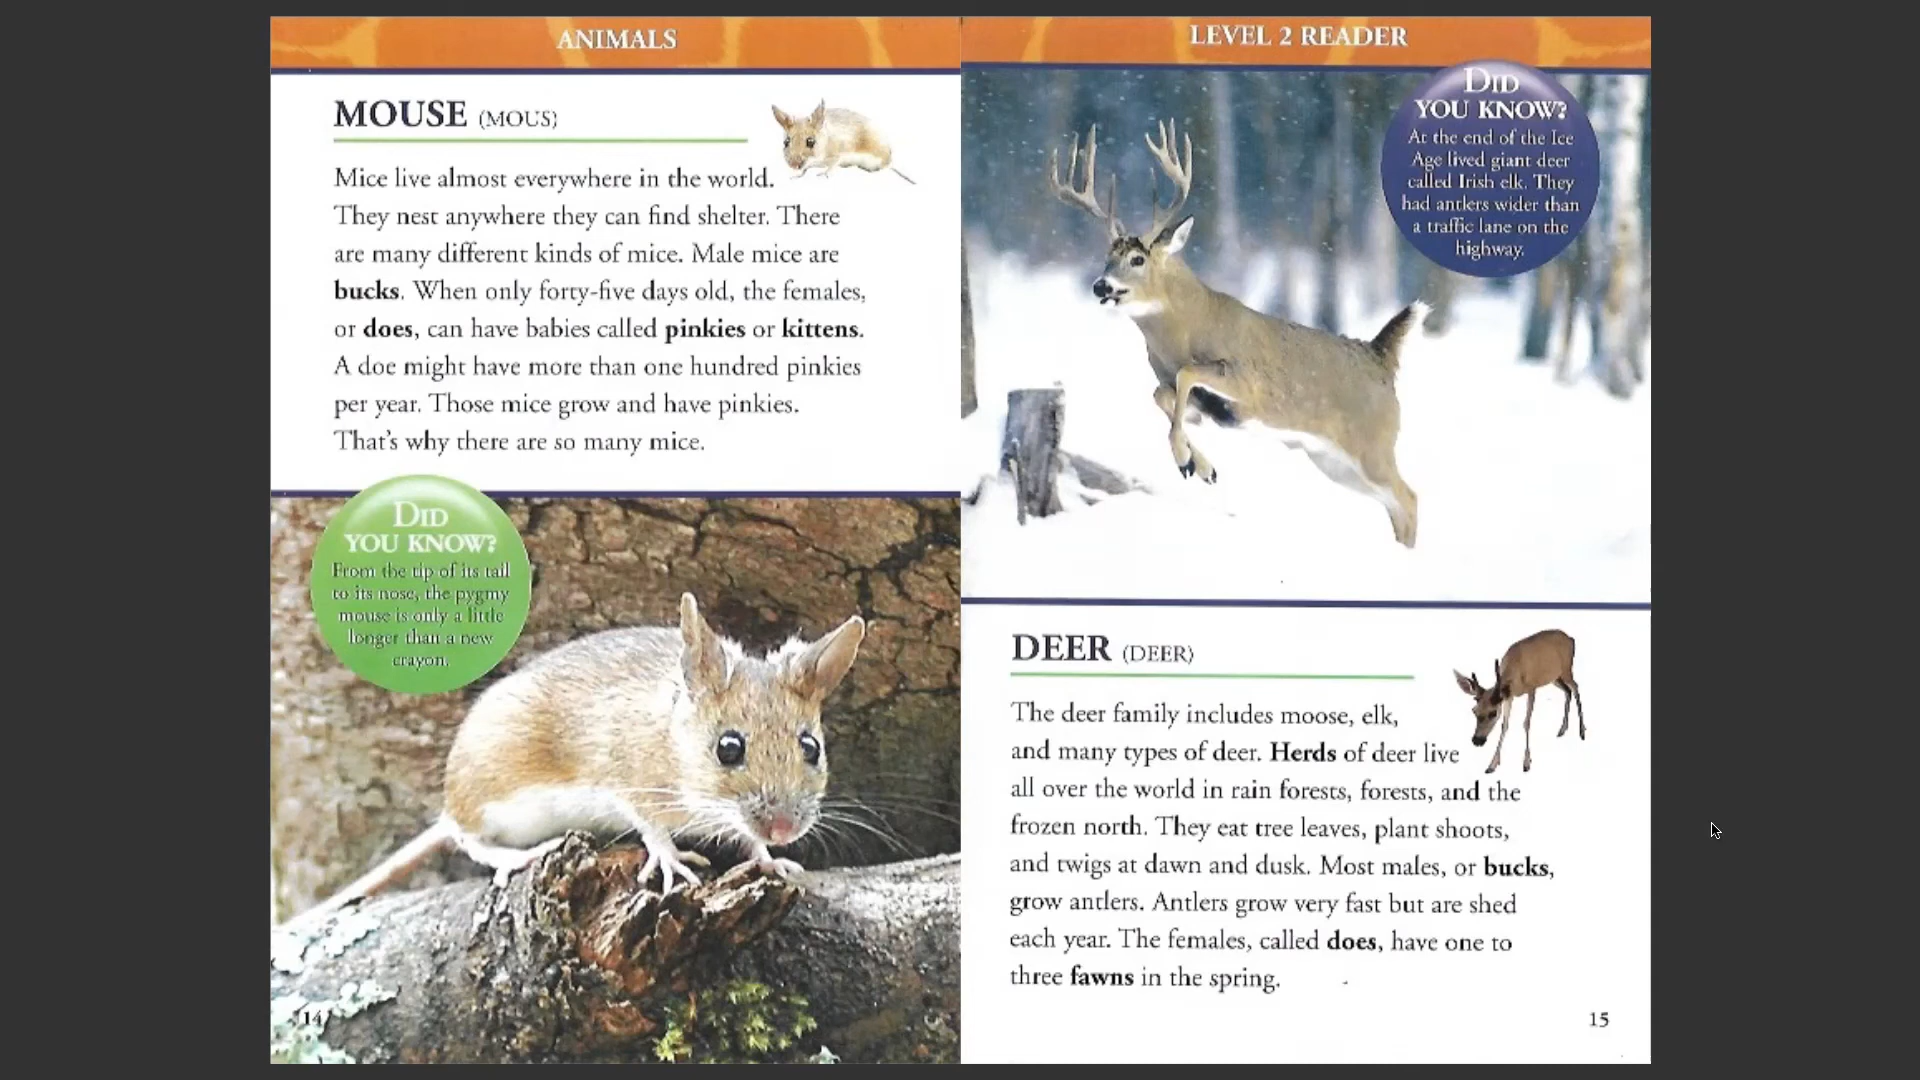 ANIMALS
MOUSE (MOUS)
Mice live almost everywhere in the world.
They nest anywhere they can find shelter. There
are many different kinds of mice. Male mice are
bucks. When only forty-five days old, the females,
or does, can have babies called pinkies or kittens.
A doe might have more than one hundred pinkies
per year. Those mice grow and have pinkies.
That's why there are so many mice.
DID
YOU KNOW?
From the tip of its tail
to its nose, the pygmy
mouse is only a little
longer than a new
crayon.
14
LEVEL 2 READER
DID
YOU KNOW?
At the end of the Ice
Age lived giant deer
called Irish elk. They
had antlers wider than
a traffic lane on the
highway.
DEER (DEER)
The deer family includes moose, elk,
and many types of deer. Herds of deer live
all over the world in rain forests, forests, and the
frozen north. They eat tree leaves, plant shoots,
and twigs at dawn and dusk. Most males, or bucks,
grow antlers. Antlers grow very fast but are shed
each year. The females, called does, have one to
three fawns in the spring.
15